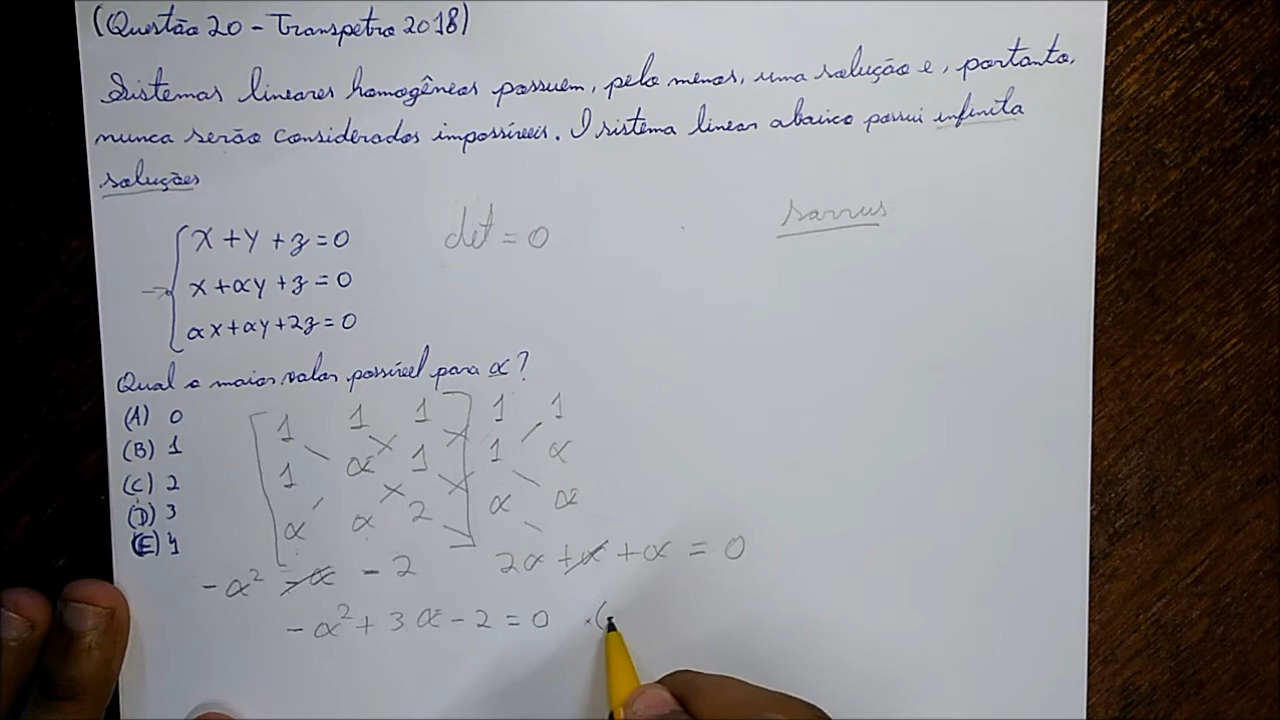 (Questão 20 - Transpetro 2018)
Sistemas lineares homogêneos possuem, pelo menos, uma solução e, portanto,
nunca serão considerados impossíveis. O sistema linear abaixo possui infinita
soluções
x + y + z = 0
det = 0
sarrus
x + αy + z = 0
αx + αy + 2z = 0
Qual o maior valor possível para α?
(A) 0
(B) 1
(C) 2
(D) 3
(E) 4
1 1 1 1 1
1 α 1 1 α
α α 2 α α
-α² - α - 2 2α + α + α = 0
-α² + 3α - 2 = 0 ·(